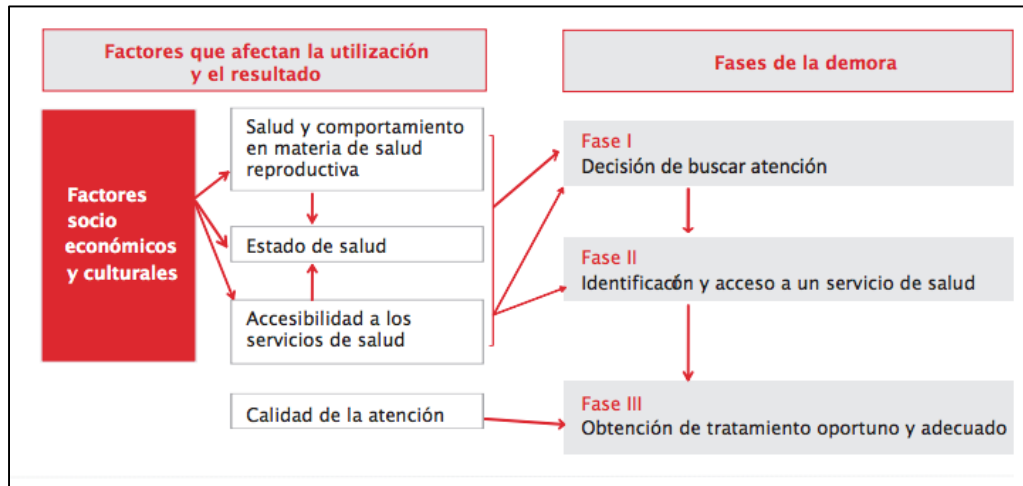 Factores que afectan la utilización
y el resultado
Fases de la demora
Factores
socio
económicos
y culturales
Salud y comportamiento
en materia de salud
reproductiva
Estado de salud
Accesibilidad a los
servicios de salud
Calidad de la atención
Fase I
Decisión de buscar atención
Fase II
Identificacón y acceso a un servicio de salud
Fase III
Obtención de tratamiento oportuno y adecuado